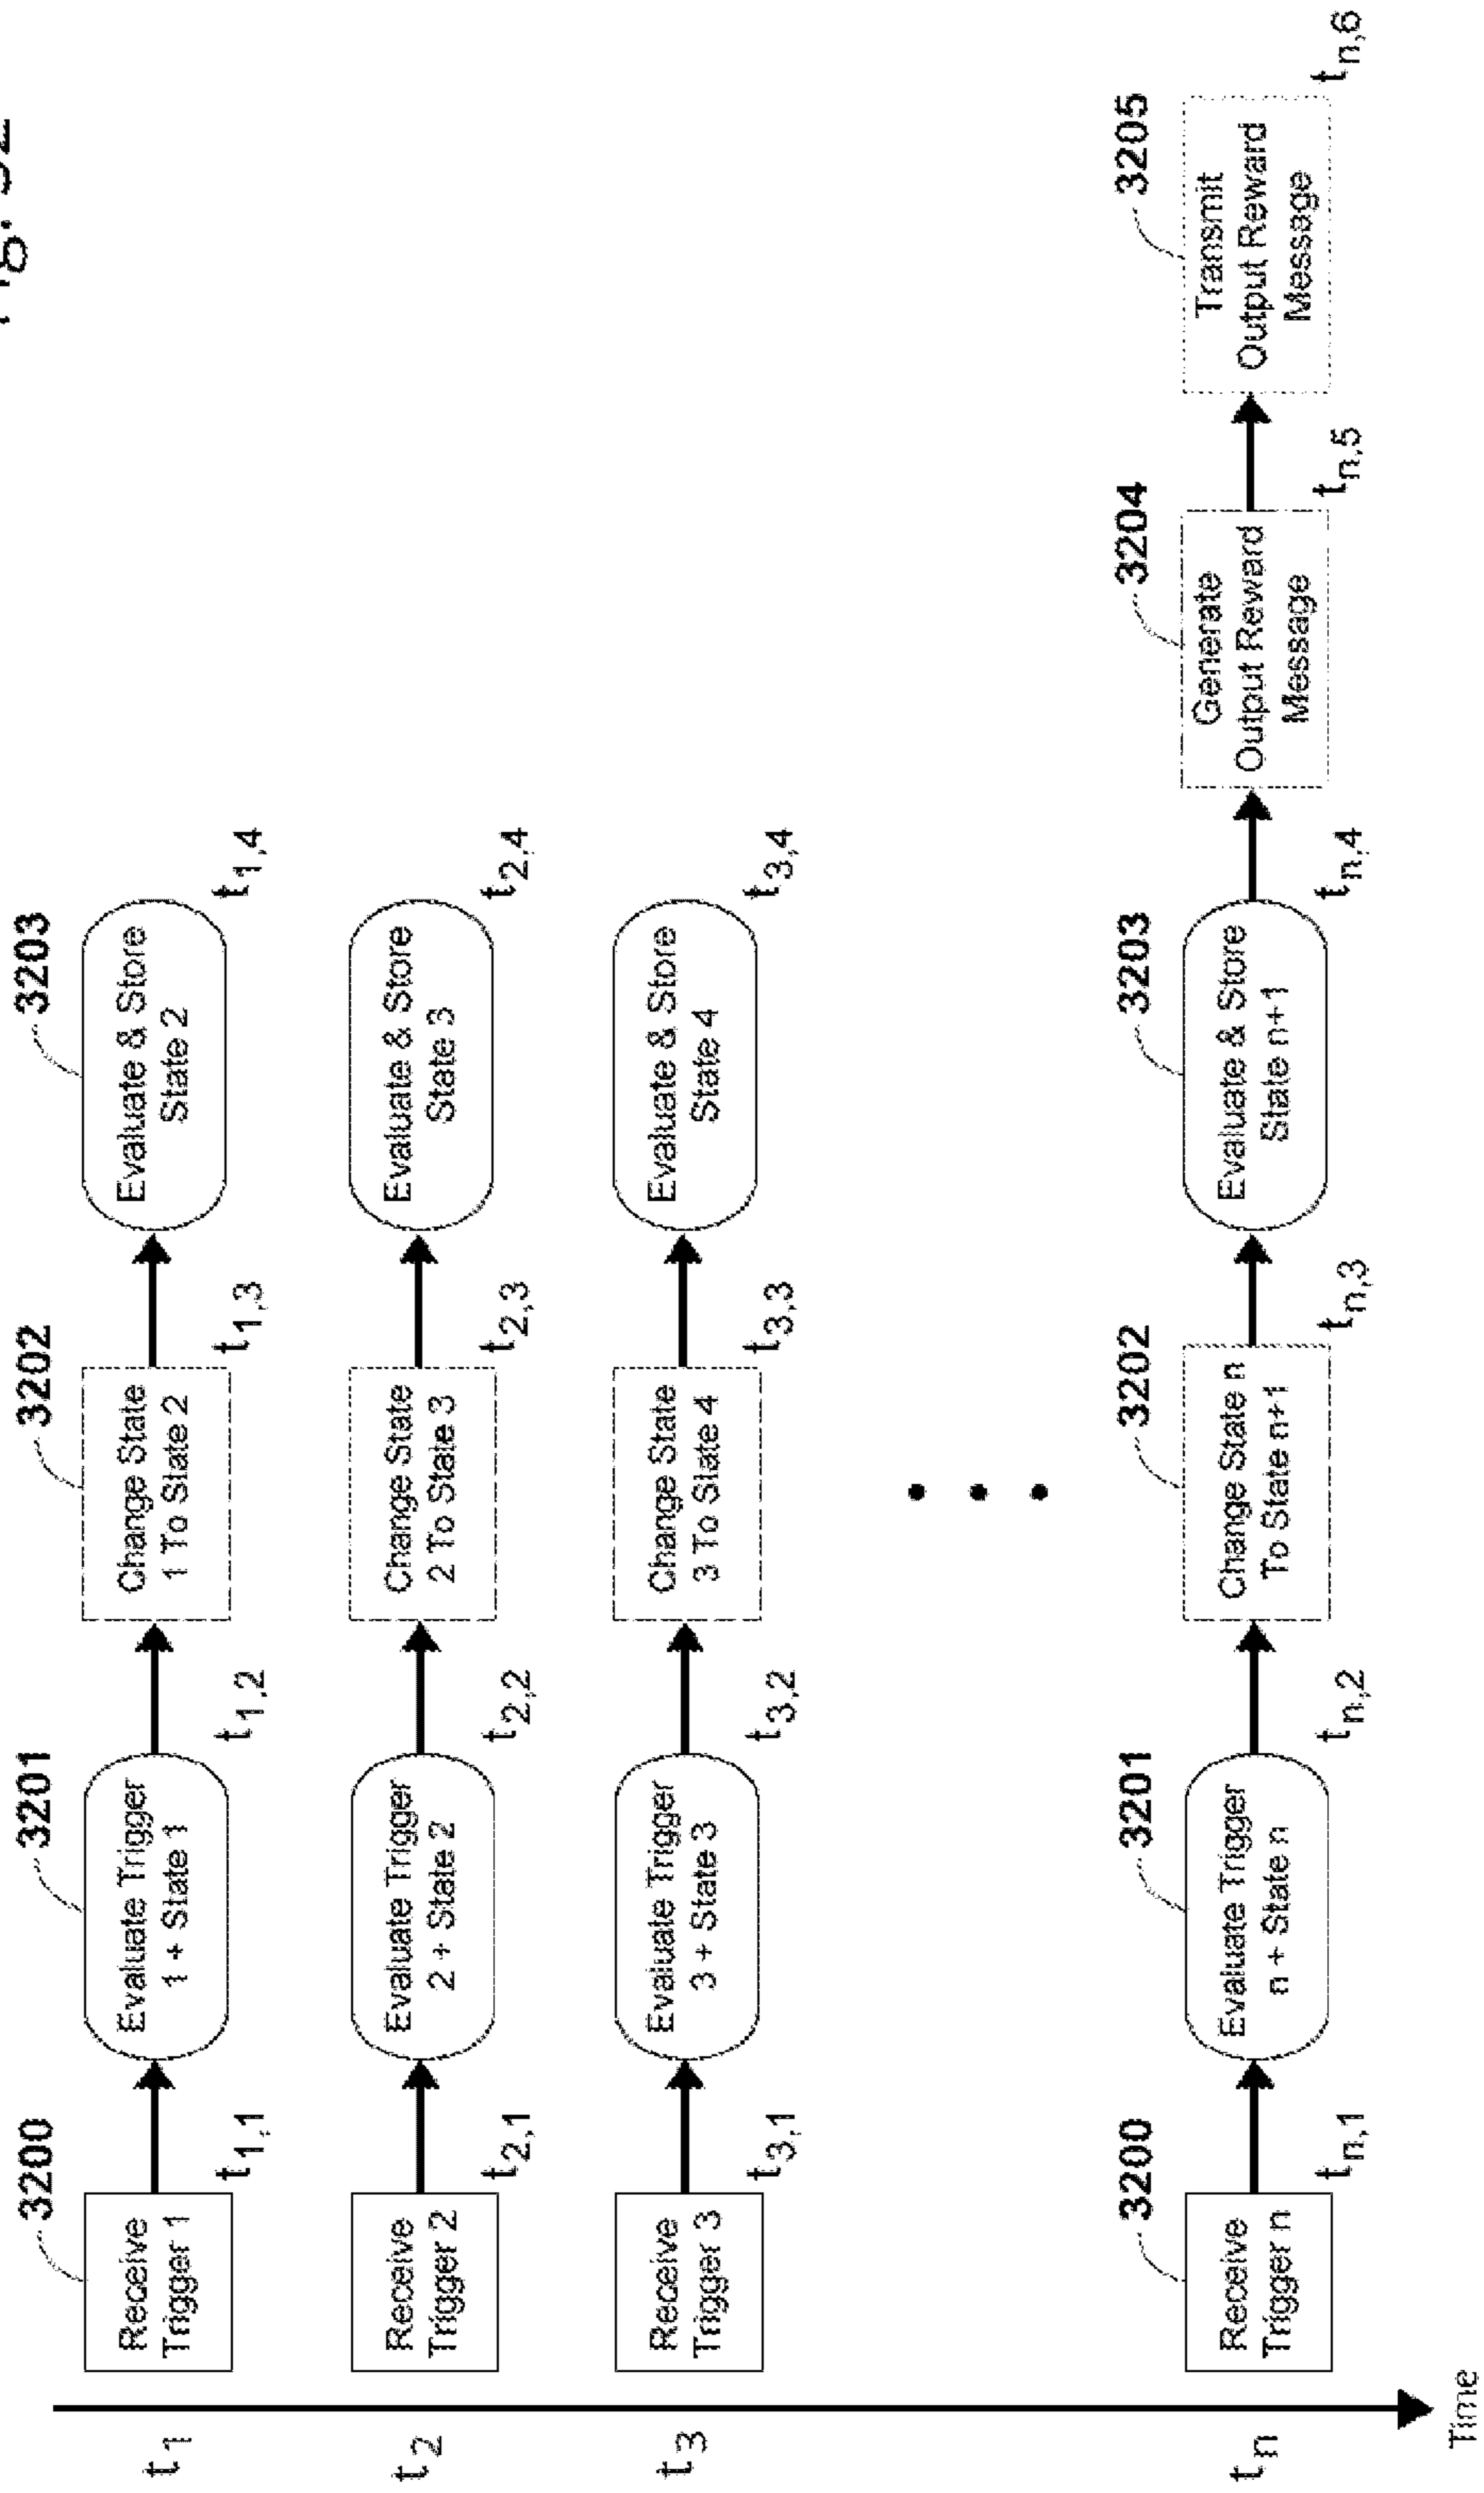 Fig. 32
3200
3201
3202
3203
t1
Receive
Trigger 1
Evaluate Trigger
1 + State 1
Change State
1 To State 2
Evaluate & Store
State 2
t1,1
t1,2
t1,3
t1,4
t2
Receive
Trigger 2
Evaluate Trigger
2 + State 2
Change State
2 To State 3
Evaluate & Store
State 3
t2,1
t2,2
t2,3
t2,4
t3
Receive
Trigger 3
Evaluate Trigger
3 + State 3
Change State
3 To State 4
Evaluate & Store
State 4
t3,1
t3,2
t3,3
t3,4
3200
3201
3202
3203
3204
3205
tn
Receive
Trigger n
Evaluate Trigger
n + State n
Change State n
To State n+1
Evaluate & Store
State n+1
Generate
Output Reward
Message
Transmit
Output Reward
Message
tn,1
tn,2
tn,3
tn,4
tn,5
tn,6
Time